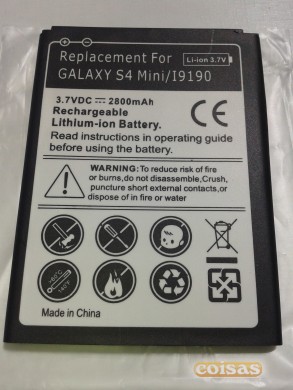 Replacement For
Li-ion 3.7V
GALAXY S4 Mini/I9190
3.7VDC 2800mAh
Rechargeable
Lithium-ion Battery.
CE
Read instructions in operating guide
before using the battery.
WARNING: To reduce risk of fire
or burns,do not disassemble,Crush,
puncture short external contacts,or
dispose of in fire or water
>60°C
140°F
Made in China
coisas